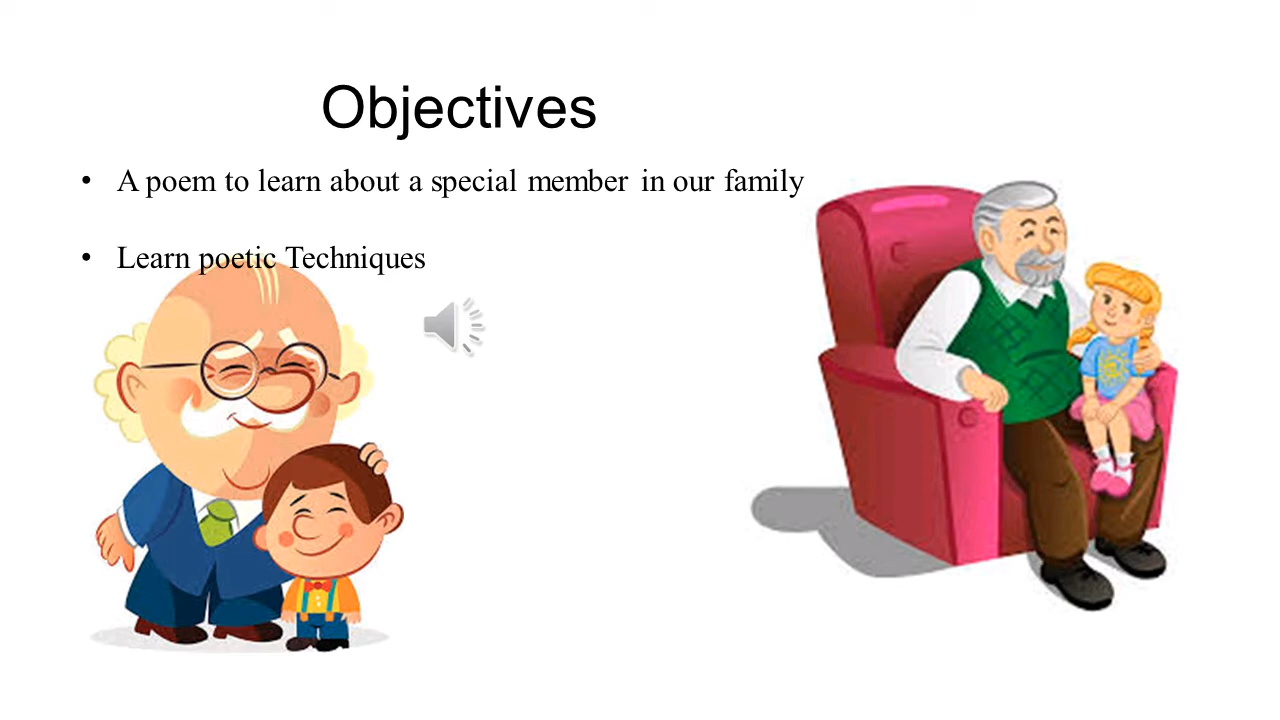 Objectives
• A poem to learn about a special member in our family
• Learn poetic Techniques